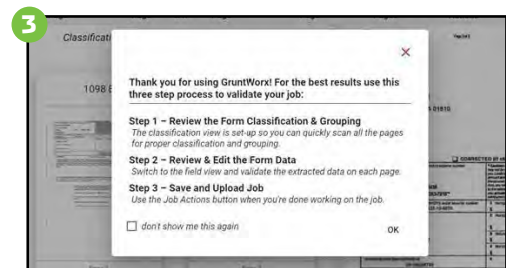 3
Classificati
1098 E
01810
CORRECTED
Thank you for using GruntWorx! For the best results use this
three step process to validate your job:
Step 1 – Review the Form Classification & Grouping
The classification view is set-up so you can quickly scan all the pages
for proper classification and grouping.
Step 2 – Review & Edit the Form Data
Switch to the field view and validate the extracted data on each page.
Step 3 – Save and Upload Job
Use the Job Actions button when you're done working on the job.
don't show me this again
OK